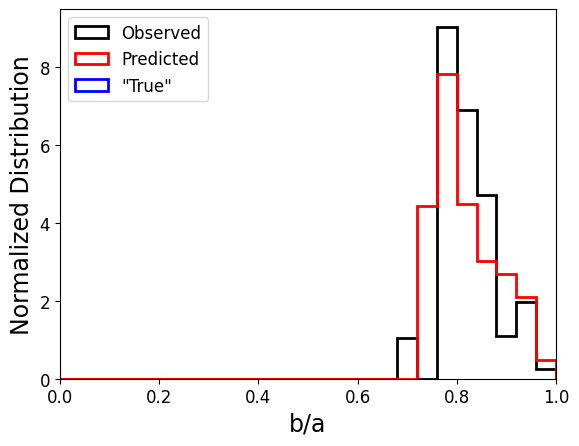 Observed
Predicted
"True"
Normalized Distribution
8
6
4
2
0
0.0 0.2 0.4 0.6 0.8 1.0
b/a